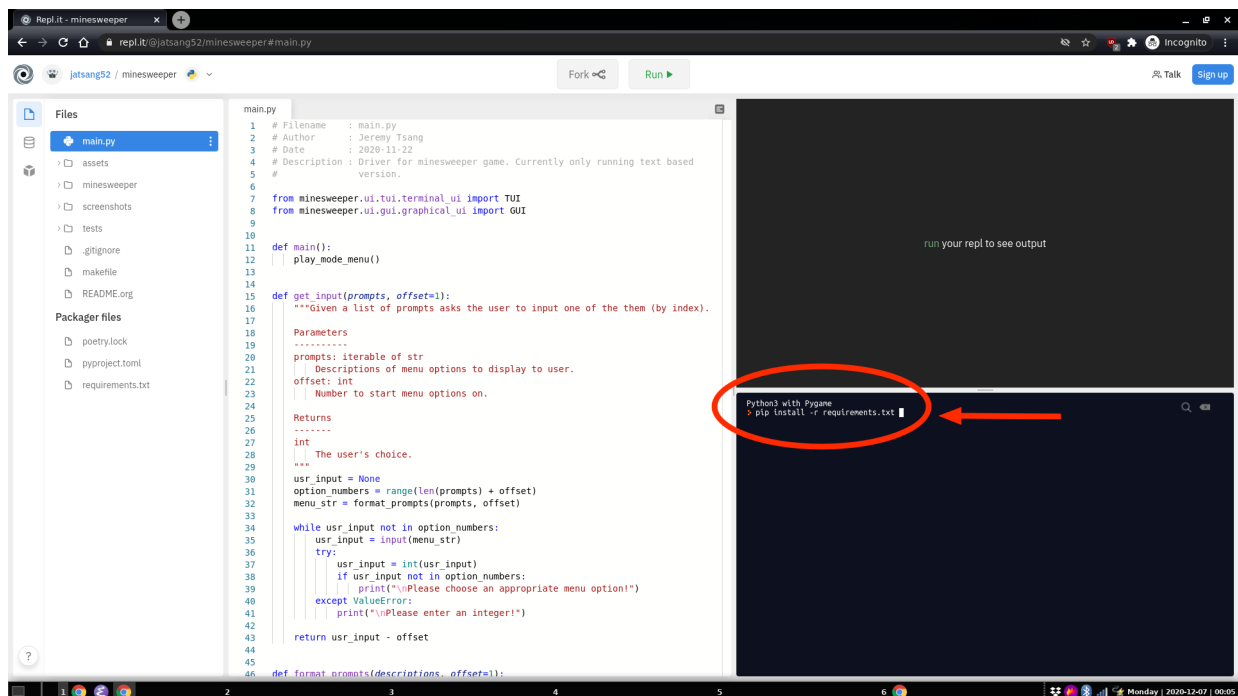 Repl.it - minesweeper
repl.it/@jatsang52/minesweeper#main.py
Incognito
jatsang52 / minesweeper
Fork
Run
Talk
Sign up
Files
main.py
assets
minesweeper
screenshots
tests
.gitignore
makefile
README.org
Packager files
poetry.lock
pyproject.toml
requirements.txt
?
main.py
1 # Filename : main.py
2 # Author : Jeremy Tsang
3 # Date : 2020-11-22
4 # Description : Driver for minesweeper game. Currently only running text based
5 # version.
6
7 from minesweeper.ui.tui.terminal_ui import TUI
8 from minesweeper.ui.gui.graphical_ui import GUI
9
10
11 def main():
12 play_mode_menu()
13
14
15 def get_input(prompts, offset=1):
16 """Given a list of prompts asks the user to input one of the them (by index).
17
18 Parameters
19 ----------
20 prompts: iterable of str
21 Descriptions of menu options to display to user.
22 offset: int
23 Number to start menu options on.
24
25 Returns
26 -------
27 int
28 The user's choice.
29 """
30 usr_input = None
31 option_numbers = range(len(prompts) + offset)
32 menu_str = format_prompts(prompts, offset)
33
34 while usr_input not in option_numbers:
35 usr_input = input(menu_str)
36 try:
37 usr_input = int(usr_input)
38 if usr_input not in option_numbers:
39 print("\nPlease choose an appropriate menu option!")
40 except ValueError:
41 print("\nPlease enter an integer!")
42
43 return usr_input - offset
44
45
46 def format_prompts(descriptions, offset=1):
run your repl to see output
Python3 with Pygame
> pip install -r requirements.txt
1 2 3 4 5 6
Monday | 2020-12-07 | 00:05